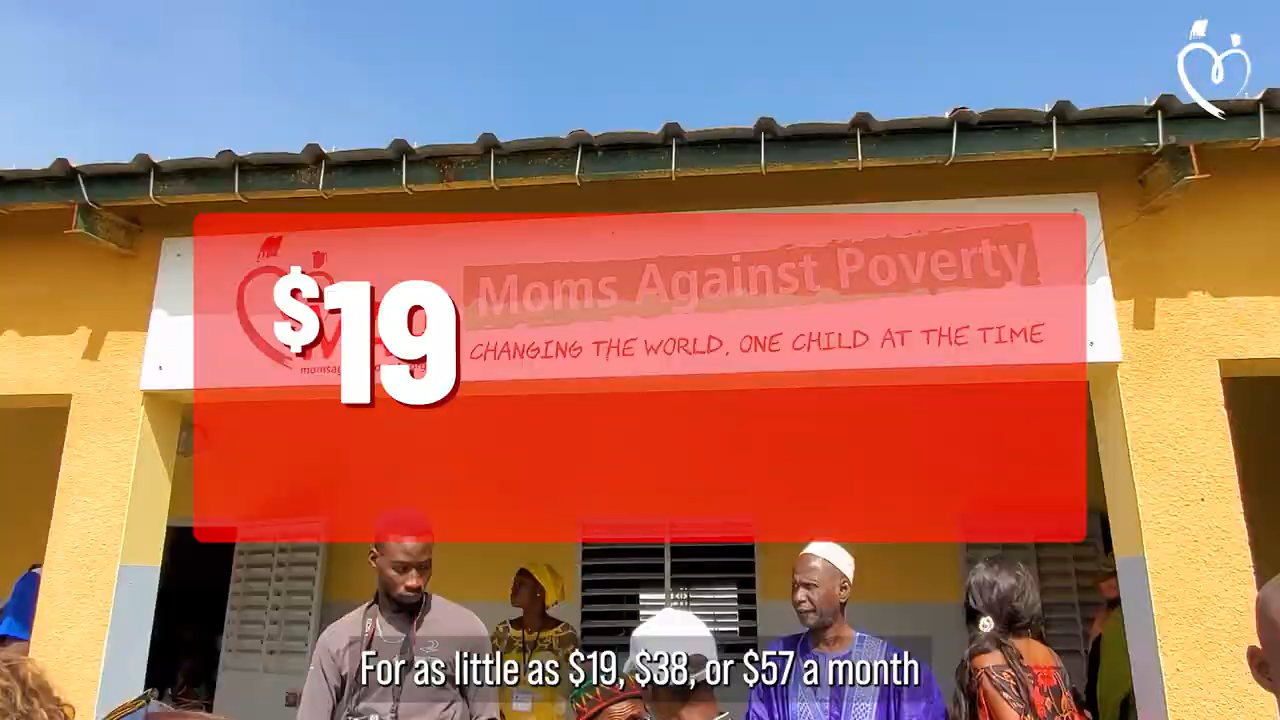 Moms Against Poverty
$19
CHANGING THE WORLD, ONE CHILD AT THE TIME
For as little as $19, $38, or $57 a month